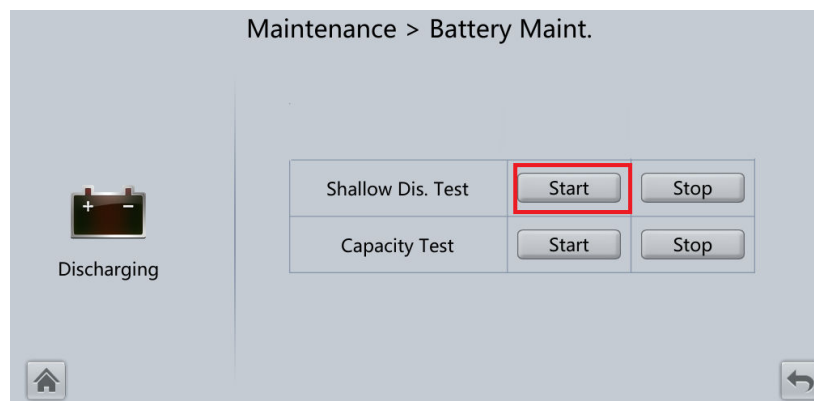 Maintenance > Battery Maint.
Shallow Dis. Test Start Stop
Capacity Test Start Stop
+ −
Discharging